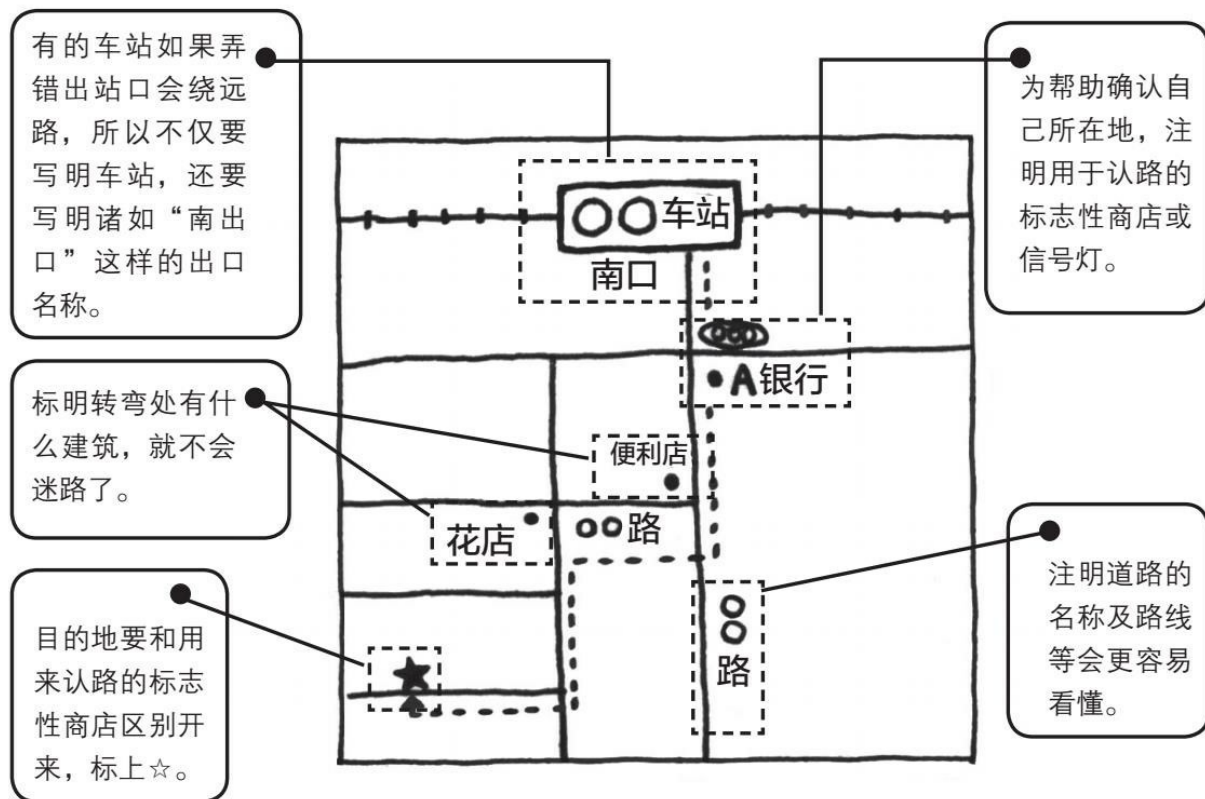 有的车站如果弄
错出站口会绕远
路，所以不仅要
写明车站，还要
写明诸如“南出
口”这样的出口
名称。
为帮助确认自
己所在地，注
明用于认路的
标志性商店或
信号灯。
○○车站
南口
A银行
标明转弯处有什
么建筑，就不会
迷路了。
便利店
花店
○○路
○○路
目的地要和用
来认路的标志
性商店区别开
来，标上☆。
注明道路的
名称及路线
等会更容易
看懂。